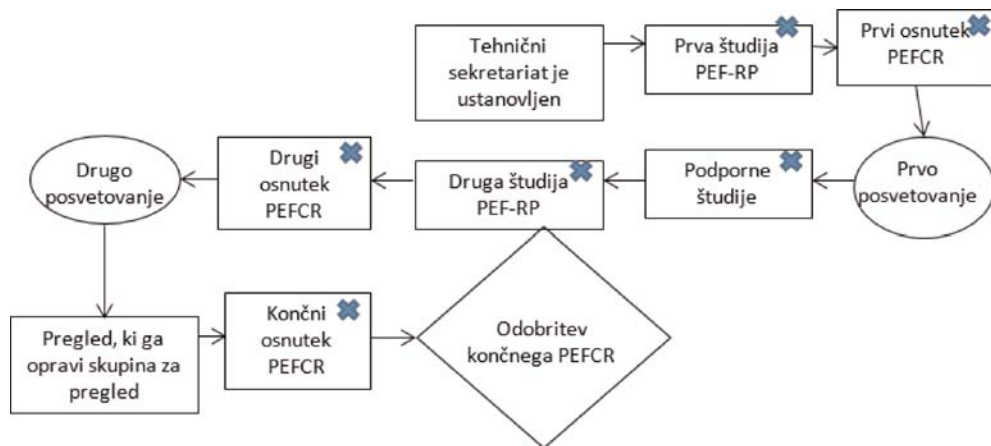 Tehnični
sekretariat je
ustanovljen
Prva študija
PEF-RP
Prvi osnutek
PEFCR
Prvo
posvetovanje
Podporne
študije
Druga študija
PEF-RP
Drugi
osnutek
PEFCR
Drugo
posvetovanje
Pregled, ki ga
opravi skupina za
pregled
Končni
osnutek
PEFCR
Odobritev
končnega PEFCR